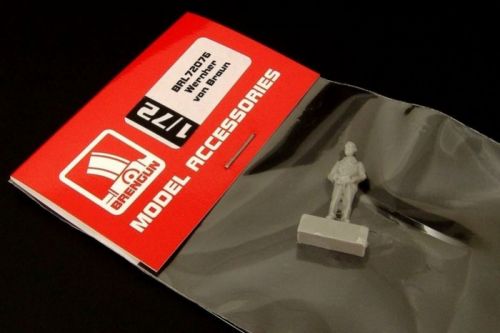 BRL72076
Wernher
von Braun
1/72
BRENGUN
MODEL ACCESSORIES